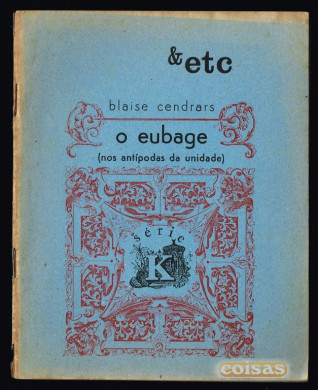 &etc
blaise cendrars
o eubage
(nos antípodas da unidade)
série
K
coisas